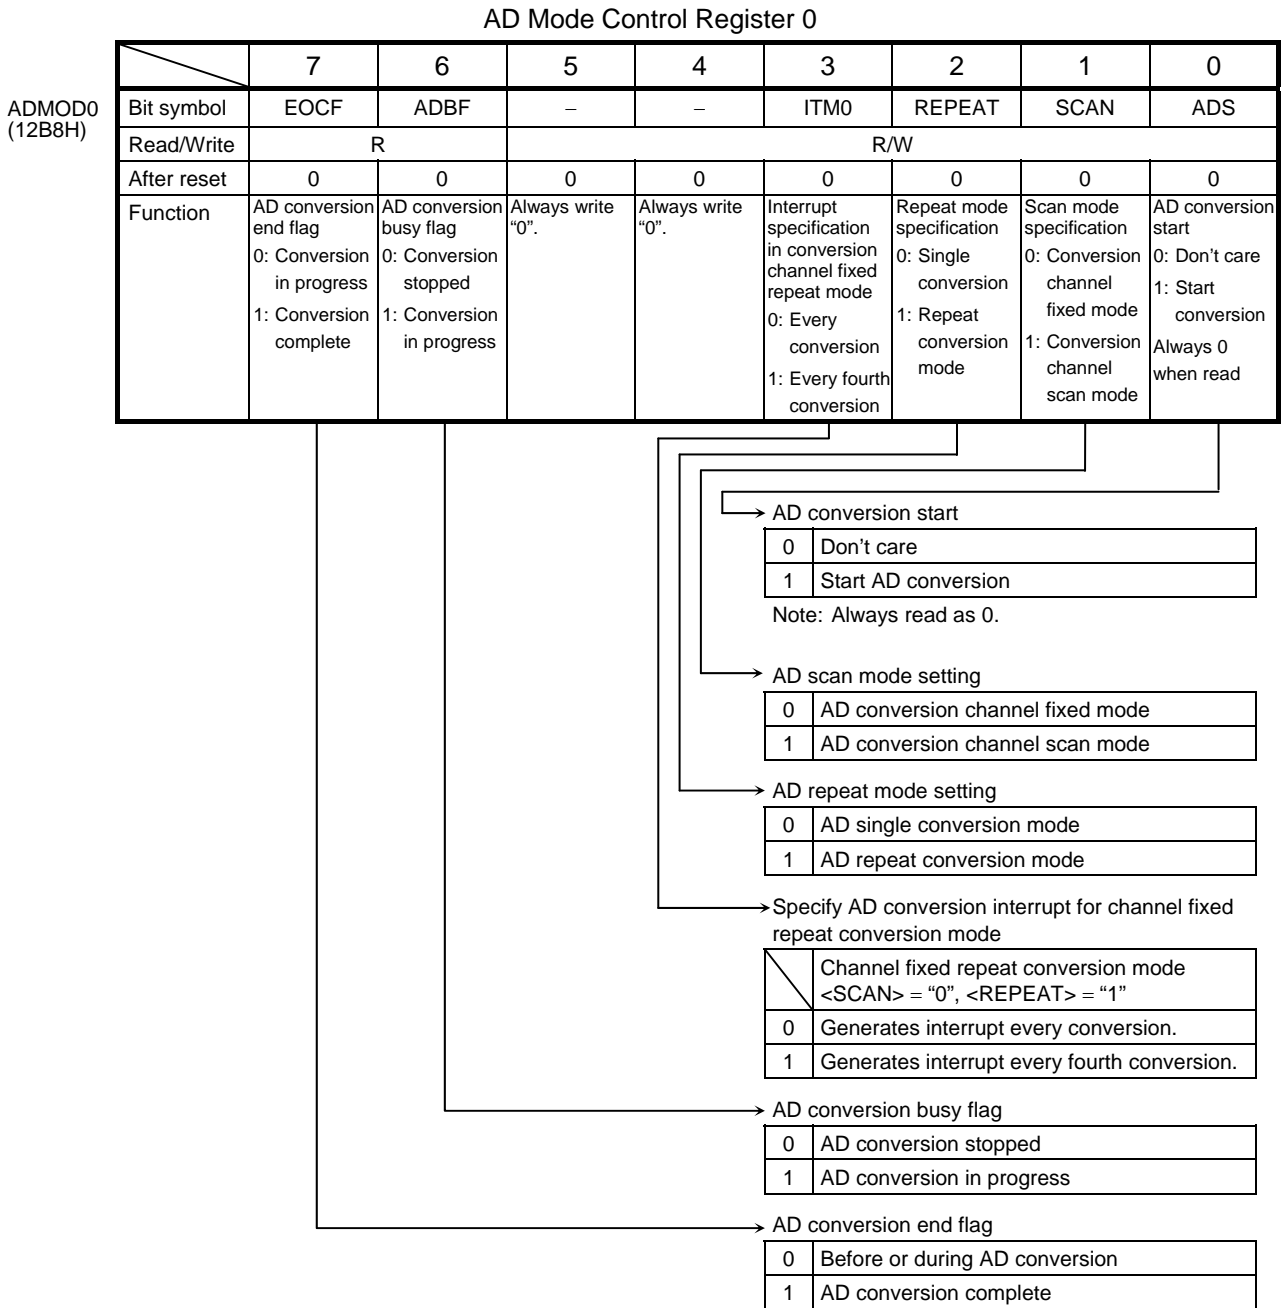 AD Mode Control Register 0
7 6 5 4 3 2 1 0
ADMOD0
(12B8H)
Bit symbol EOCF ADBF − − ITM0 REPEAT SCAN ADS
Read/Write R R/W
After reset 0 0 0 0 0 0 0 0
Function
AD conversion
end flag
0: Conversion
in progress
1: Conversion
complete
AD conversion
busy flag
0: Conversion
stopped
1: Conversion
in progress
Always write
“0”.
Always write
“0”.
Interrupt
specification
in conversion
channel fixed
repeat mode
0: Every
conversion
1: Every fourth
conversion
Repeat mode
specification
0: Single
conversion
1: Repeat
conversion
mode
Scan mode
specification
0: Conversion
channel
fixed mode
1: Conversion
channel
scan mode
AD conversion
start
0: Don’t care
1: Start
conversion
Always 0
when read
AD conversion start
0 Don’t care
1 Start AD conversion
Note: Always read as 0.
AD scan mode setting
0 AD conversion channel fixed mode
1 AD conversion channel scan mode
AD repeat mode setting
0 AD single conversion mode
1 AD repeat conversion mode
Specify AD conversion interrupt for channel fixed
repeat conversion mode
Channel fixed repeat conversion mode
<SCAN> = “0”, <REPEAT> = “1”
0 Generates interrupt every conversion.
1 Generates interrupt every fourth conversion.
AD conversion busy flag
0 AD conversion stopped
1 AD conversion in progress
AD conversion end flag
0 Before or during AD conversion
1 AD conversion complete